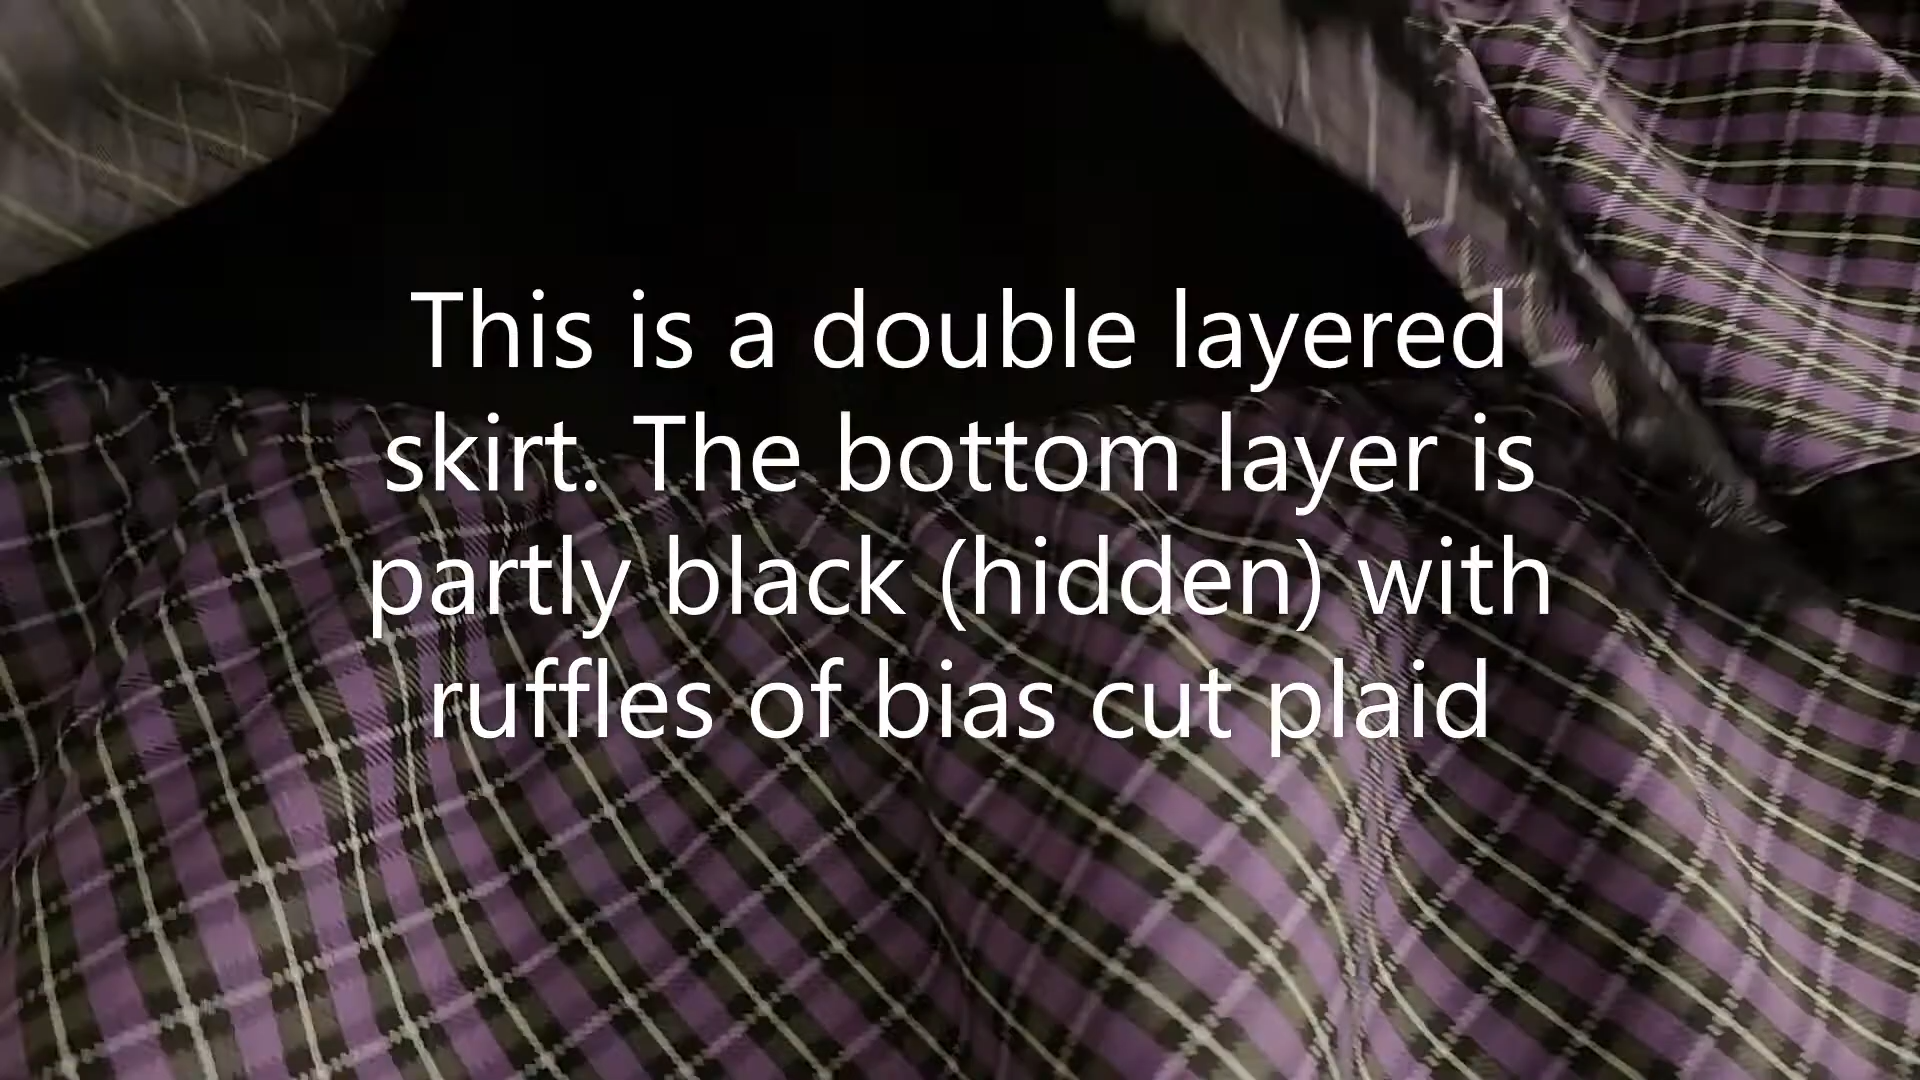 This is a double layered
skirt. The bottom layer is
partly black (hidden) with
ruffles of bias cut plaid